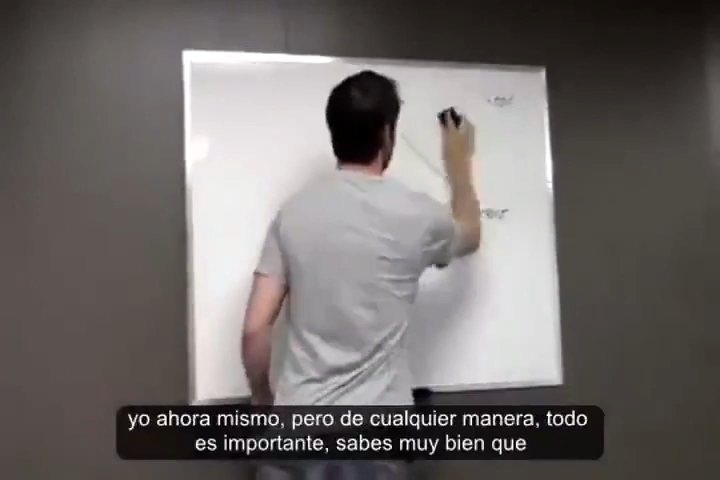 yo ahora mismo, pero de cualquier manera, todo
es importante, sabes muy bien que